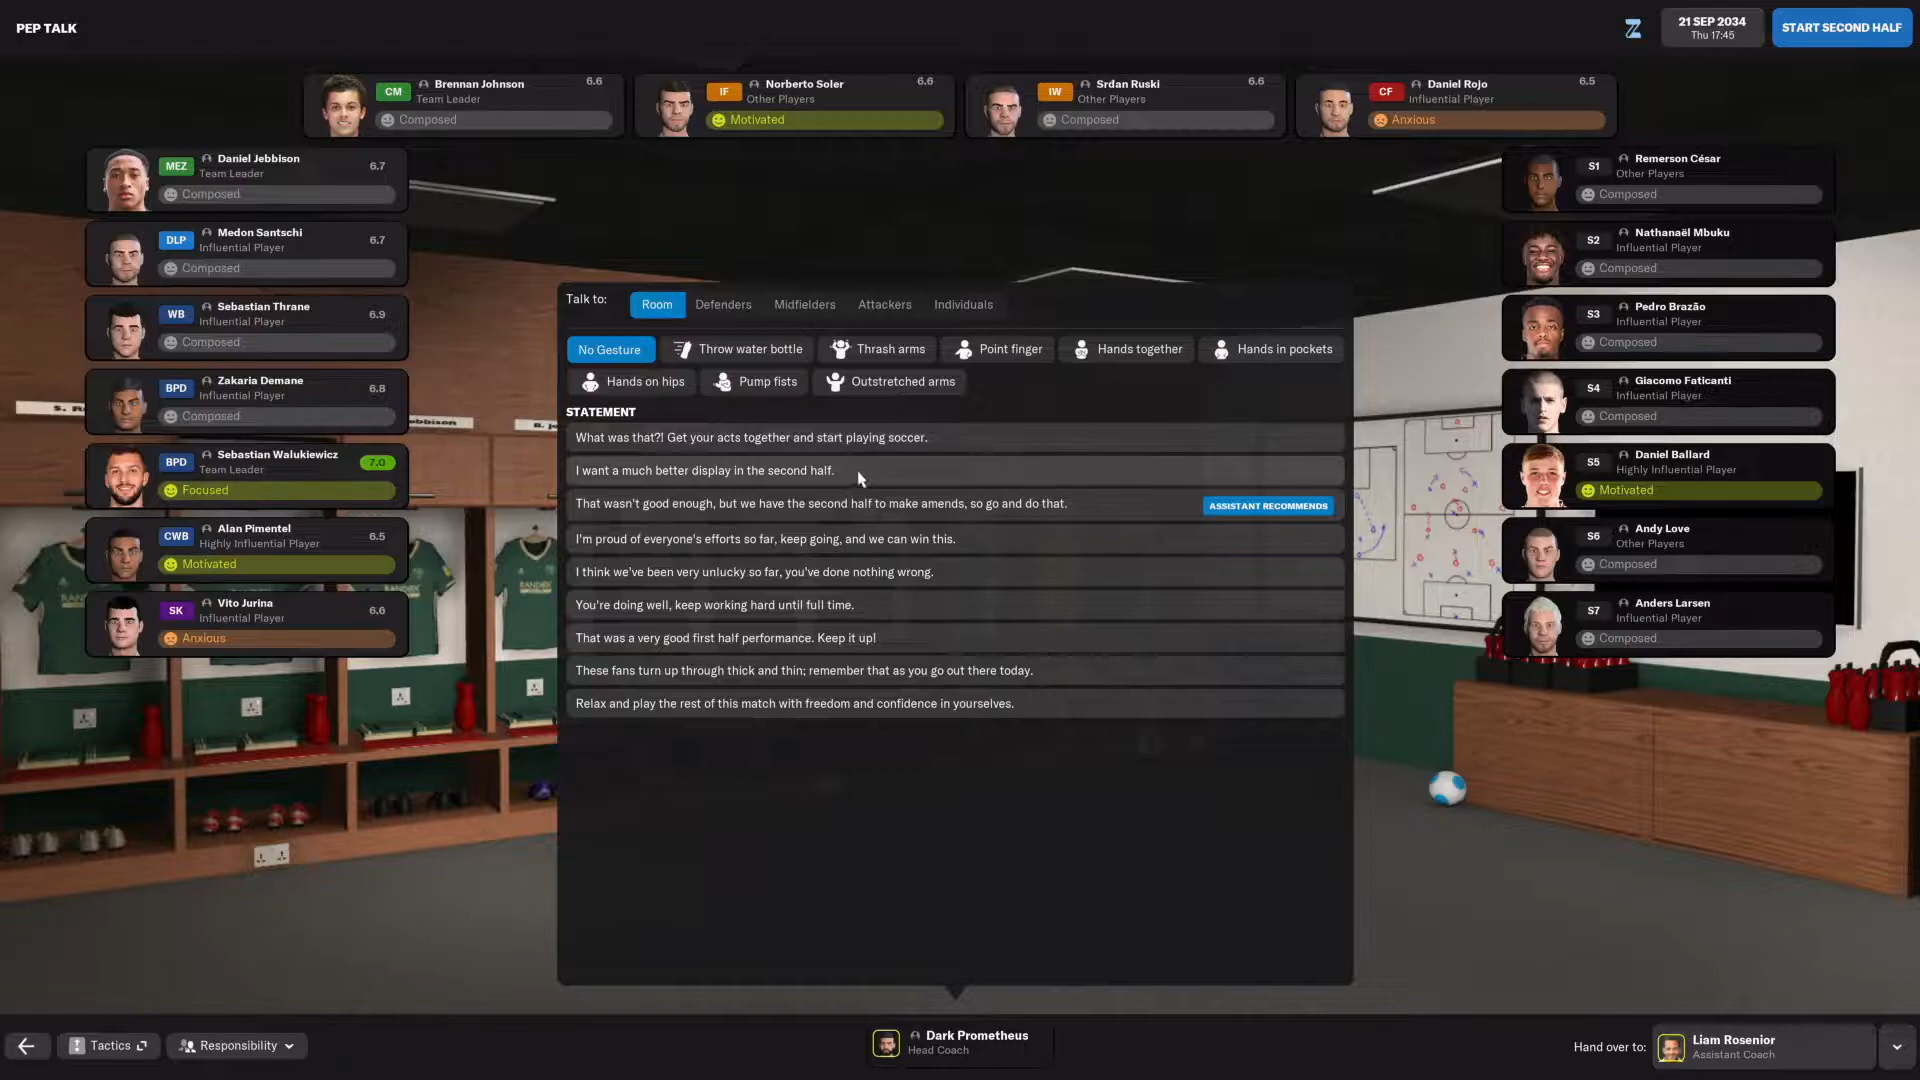 PEP TALK
21 SEP 2034
Thu 17:45
START SECOND HALF
CM Brennan Johnson 6.6
Team Leader
Composed
IF Norberto Soler 6.6
Other Players
Motivated
IW Srđan Ruski 6.6
Other Players
Composed
CF Daniel Rojo 6.5
Influential Player
Anxious
MEZ Daniel Jebbison 6.7
Team Leader
Composed
DLP Medon Santschi 6.7
Influential Player
Composed
WB Sebastian Thrane 6.9
Influential Player
Composed
BPD Zakaria Demane 6.8
Influential Player
Composed
BPD Sebastian Walukiewicz 7.0
Team Leader
Focused
CWB Alan Pimentel 6.5
Highly Influential Player
Motivated
SK Vito Jurina 6.6
Influential Player
Anxious
Talk to: Room Defenders Midfielders Attackers Individuals
No Gesture Throw water bottle Thrash arms Point finger Hands together Hands in pockets
Hands on hips Pump fists Outstretched arms
STATEMENT
What was that?! Get your acts together and start playing soccer.
I want a much better display in the second half.
That wasn't good enough, but we have the second half to make amends, so go and do that. ASSISTANT RECOMMENDS
I'm proud of everyone's efforts so far, keep going, and we can win this.
I think we've been very unlucky so far, you've done nothing wrong.
You're doing well, keep working hard until full time.
That was a very good first half performance. Keep it up!
These fans turn up through thick and thin; remember that as you go out there today.
Relax and play the rest of this match with freedom and confidence in yourselves.
S1 Remerson César
Other Players
Composed
S2 Nathanaël Mbuku
Influential Player
Composed
S3 Pedro Brazão
Influential Player
Composed
S4 Giacomo Faticanti
Influential Player
Composed
S5 Daniel Ballard
Highly Influential Player
Motivated
S6 Andy Love
Other Players
Composed
S7 Anders Larsen
Influential Player
Composed
Tactics Responsibility
Dark Prometheus
Head Coach
Hand over to: Liam Rosenior
Assistant Coach